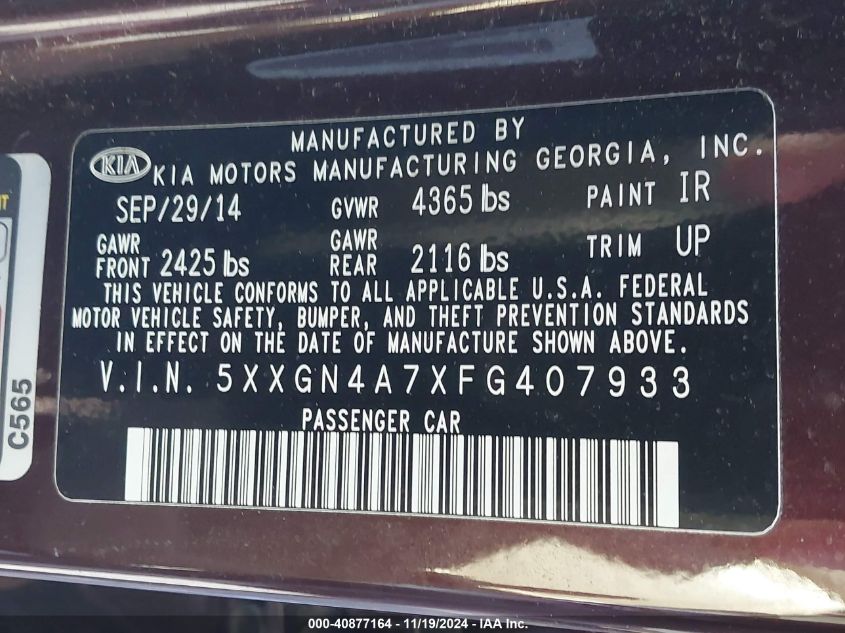 MANUFACTURED BY
KIA KIA MOTORS MANUFACTURING GEORGIA, INC.
SEP/29/14 GVWR 4365 lbs PAINT IR
GAWR FRONT 2425 lbs GAWR REAR 2116 lbs TRIM UP
THIS VEHICLE CONFORMS TO ALL APPLICABLE U.S.A. FEDERAL
MOTOR VEHICLE SAFETY, BUMPER, AND THEFT PREVENTION STANDARDS
IN EFFECT ON THE DATE OF MANUFACTURE SHOWN ABOVE.
V.I.N. 5XXGN4A7XFG407933
PASSENGER CAR
C565
000-40877164 - 11/19/2024 - IAA Inc.